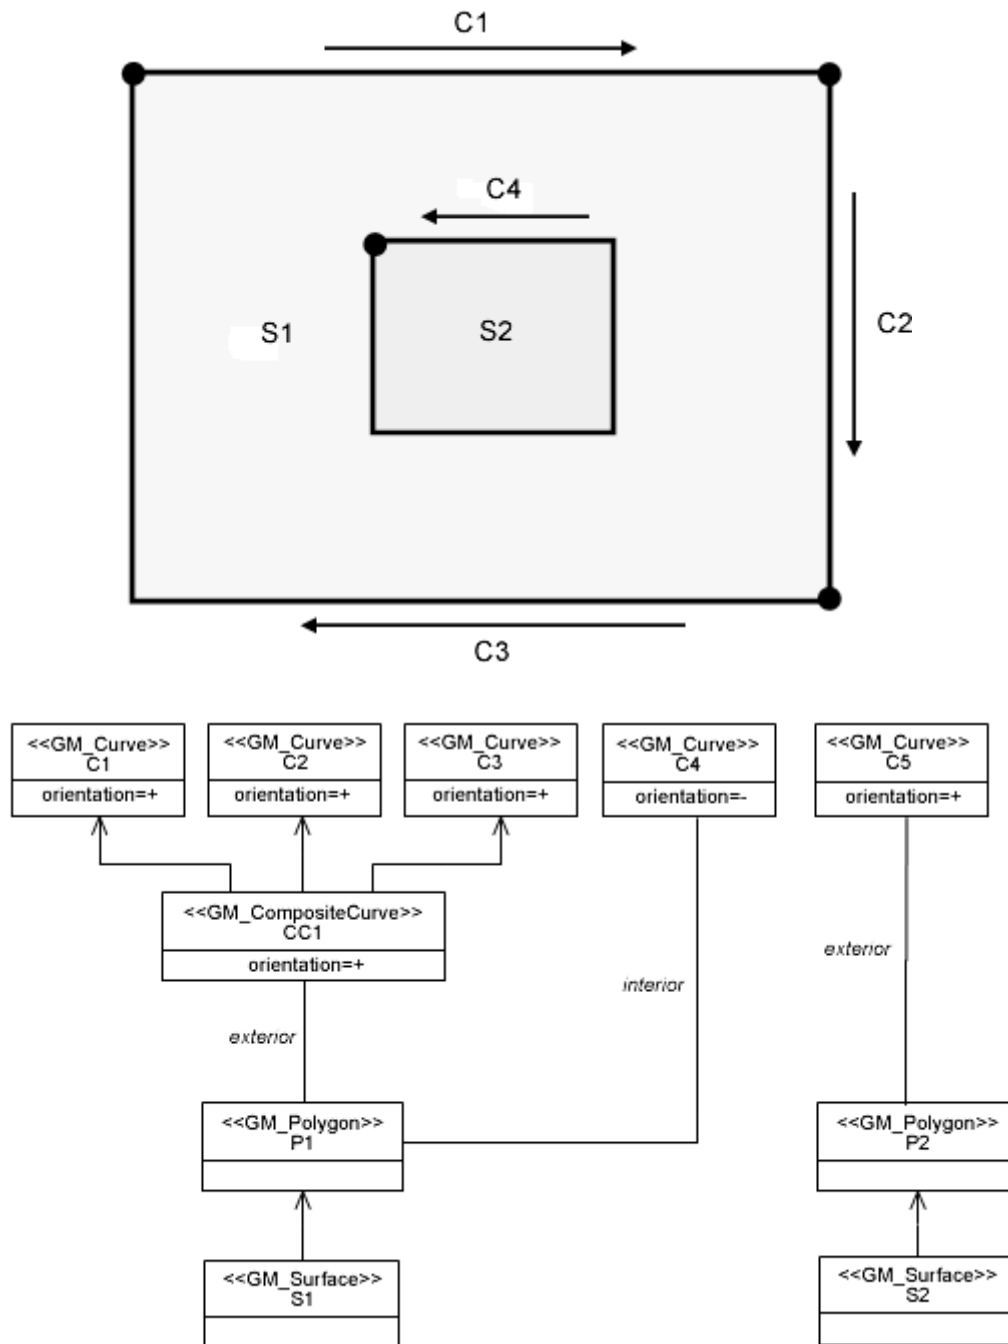 C1
C4
S1
S2
C2
C3
<<GM_Curve>>
C1
orientation=+
<<GM_Curve>>
C2
orientation=+
<<GM_Curve>>
C3
orientation=+
<<GM_Curve>>
C4
orientation=-
<<GM_Curve>>
C5
orientation=+
<<GM_CompositeCurve>>
CC1
orientation=+
exterior
interior
exterior
<<GM_Polygon>>
P1
<<GM_Polygon>>
P2
<<GM_Surface>>
S1
<<GM_Surface>>
S2